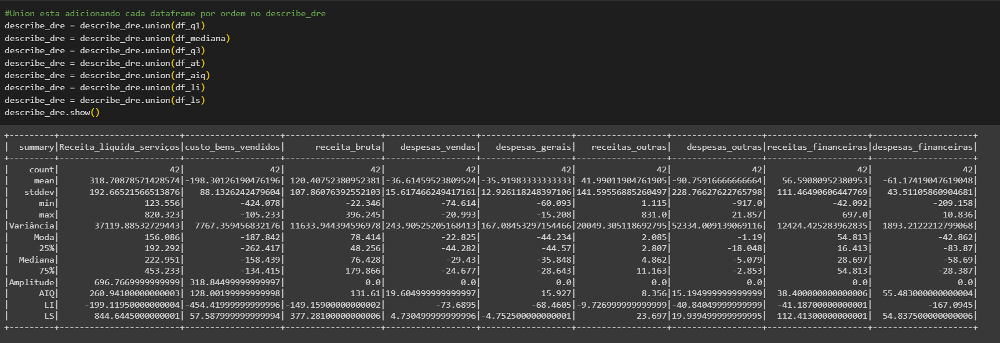 #Union esta adicionando cada dataframe por ordem no describe_dre
describe_dre = describe_dre.union(df_q1)
describe_dre = describe_dre.union(df_mediana)
describe_dre = describe_dre.union(df_q3)
describe_dre = describe_dre.union(df_at)
describe_dre = describe_dre.union(df_aiq)
describe_dre = describe_dre.union(df_li)
describe_dre = describe_dre.union(df_ls)
describe_dre.show()
+---------+----------------------+------------------+------------------+-----------------+------------------+------------------+------------------+-------------------+--------------------+
|  summary|Receita_liquida_serviços|custo_bens_vendidos|      receita_bruta|   despesas_vendas|   despesas_gerais|   receitas_outras|   despesas_outras|receitas_financeiras|despesas_financeiras|
+---------+----------------------+------------------+------------------+-----------------+------------------+------------------+------------------+-------------------+--------------------+
|    count|                      42|                 42|                 42|               42|                42|                42|                42|                  42|                  42|
|     mean|      318.70878571428574|-198.30126190476196| 120.40752380952381|-36.61459523809524|-35.91983333333333| 41.99011904761905|-90.75916666666664|   56.59080952380953|  -61.17419047619048|
|   stddev|      192.66521566513876|   88.1326242479604| 107.86076392552103|15.617466249417161|12.926118248397106|141.59556885260497|228.76627622765798|  111.46490606447769|   43.51105860904681|
|      min|                 123.556|           -424.078|            -22.346|           -74.614|           -60.093|             1.115|            -917.0|             -42.092|            -209.158|
|      max|                 820.323|           -105.233|            396.245|           -20.993|           -15.208|             831.0|            21.857|               697.0|              10.836|
|Variância|       37119.88532729443|  7767.359456832176| 11633.944394596978|243.90525205168413|167.08453297154466|20049.305118692795|52334.009139069116|  12424.425283962835|  1893.2122212799068|
|     Moda|                 156.086|           -187.842|             78.414|           -22.825|           -44.234|             2.085|             -1.19|              54.813|             -42.862|
|      25%|                 192.292|           -262.417|             48.256|           -44.282|            -44.57|             2.807|           -18.048|              16.413|              -83.87|
|  Mediana|                 222.951|           -158.439|             76.428|            -29.43|           -35.848|             4.862|            -5.079|              28.697|              -58.69|
|      75%|                 453.233|           -134.415|            179.866|           -24.677|           -28.643|            11.163|            -2.853|              54.813|             -28.387|
|Amplitude|       696.7669999999999| 318.84499999999997|                0.0|               0.0|               0.0|               0.0|               0.0|                 0.0|                 0.0|
|      AIQ|      260.94100000000003| 128.00199999999998|             131.61|19.604999999999997|            15.927|             8.356|15.194999999999999|  38.400000000000006|  55.483000000000004|
|       LI|     -199.11950000000004|-454.41999999999996|-149.15900000000002|          -73.6895|          -68.4605|-9.726999999999999|-40.84049999999999| -41.18700000000001|           -167.0945|
|       LS|       844.6445000000001| 57.587999999999994| 377.28100000000006| 4.730499999999996|-4.752500000000001|            23.697|19.939499999999995|  112.41300000000001|  54.837500000000006|
+---------+----------------------+------------------+------------------+-----------------+------------------+------------------+------------------+-------------------+--------------------+